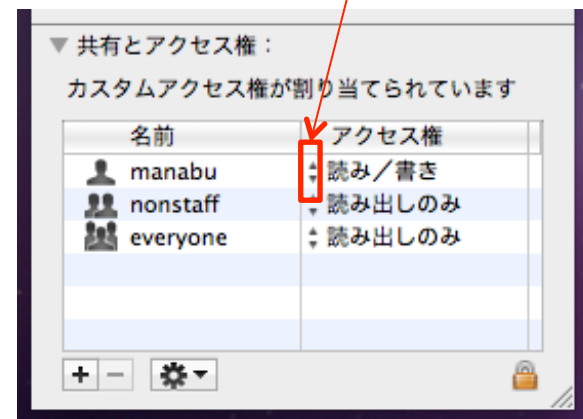 共有とアクセス権：
カスタムアクセス権が割り当てられています
名前 アクセス権
manabu 読み／書き
nonstaff 読み出しのみ
everyone 読み出しのみ